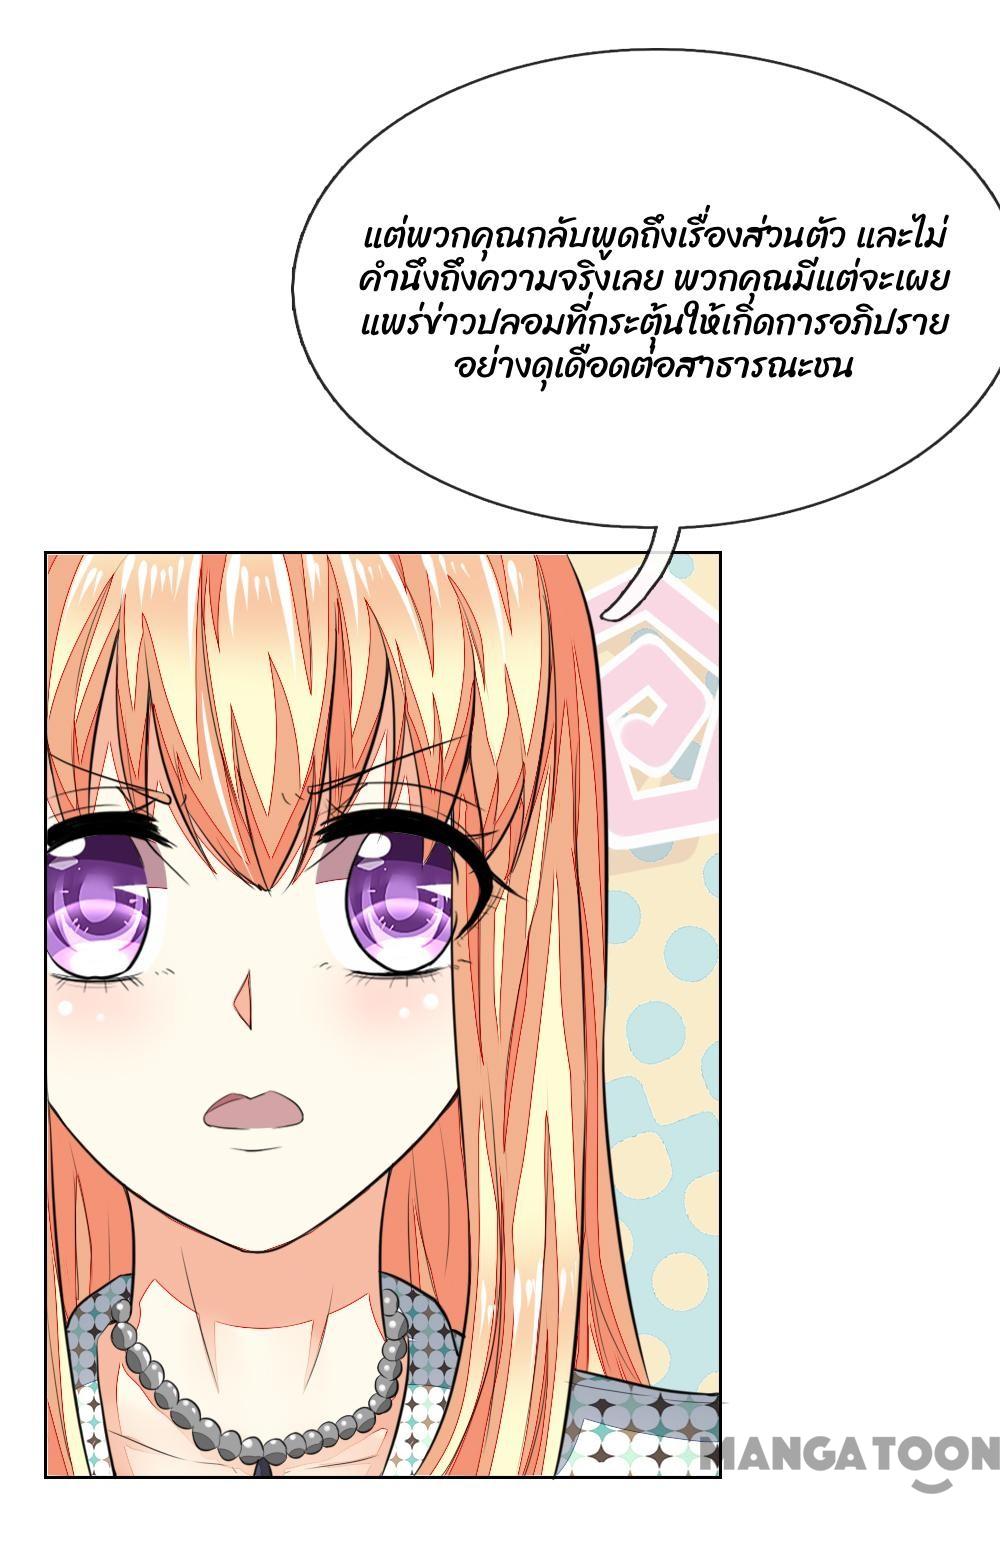 แต่พวกคุณกลับพูดถึงเรื่องส่วนตัว และไม่
คำนึงถึงความจริงเลย พวกคุณมีแต่จะเผย
แพร่ข่าวปลอมที่กระตุ้นให้เกิดการอภิปราย
อย่างดุเดือดต่อสาธารณะชน
MANGATOON